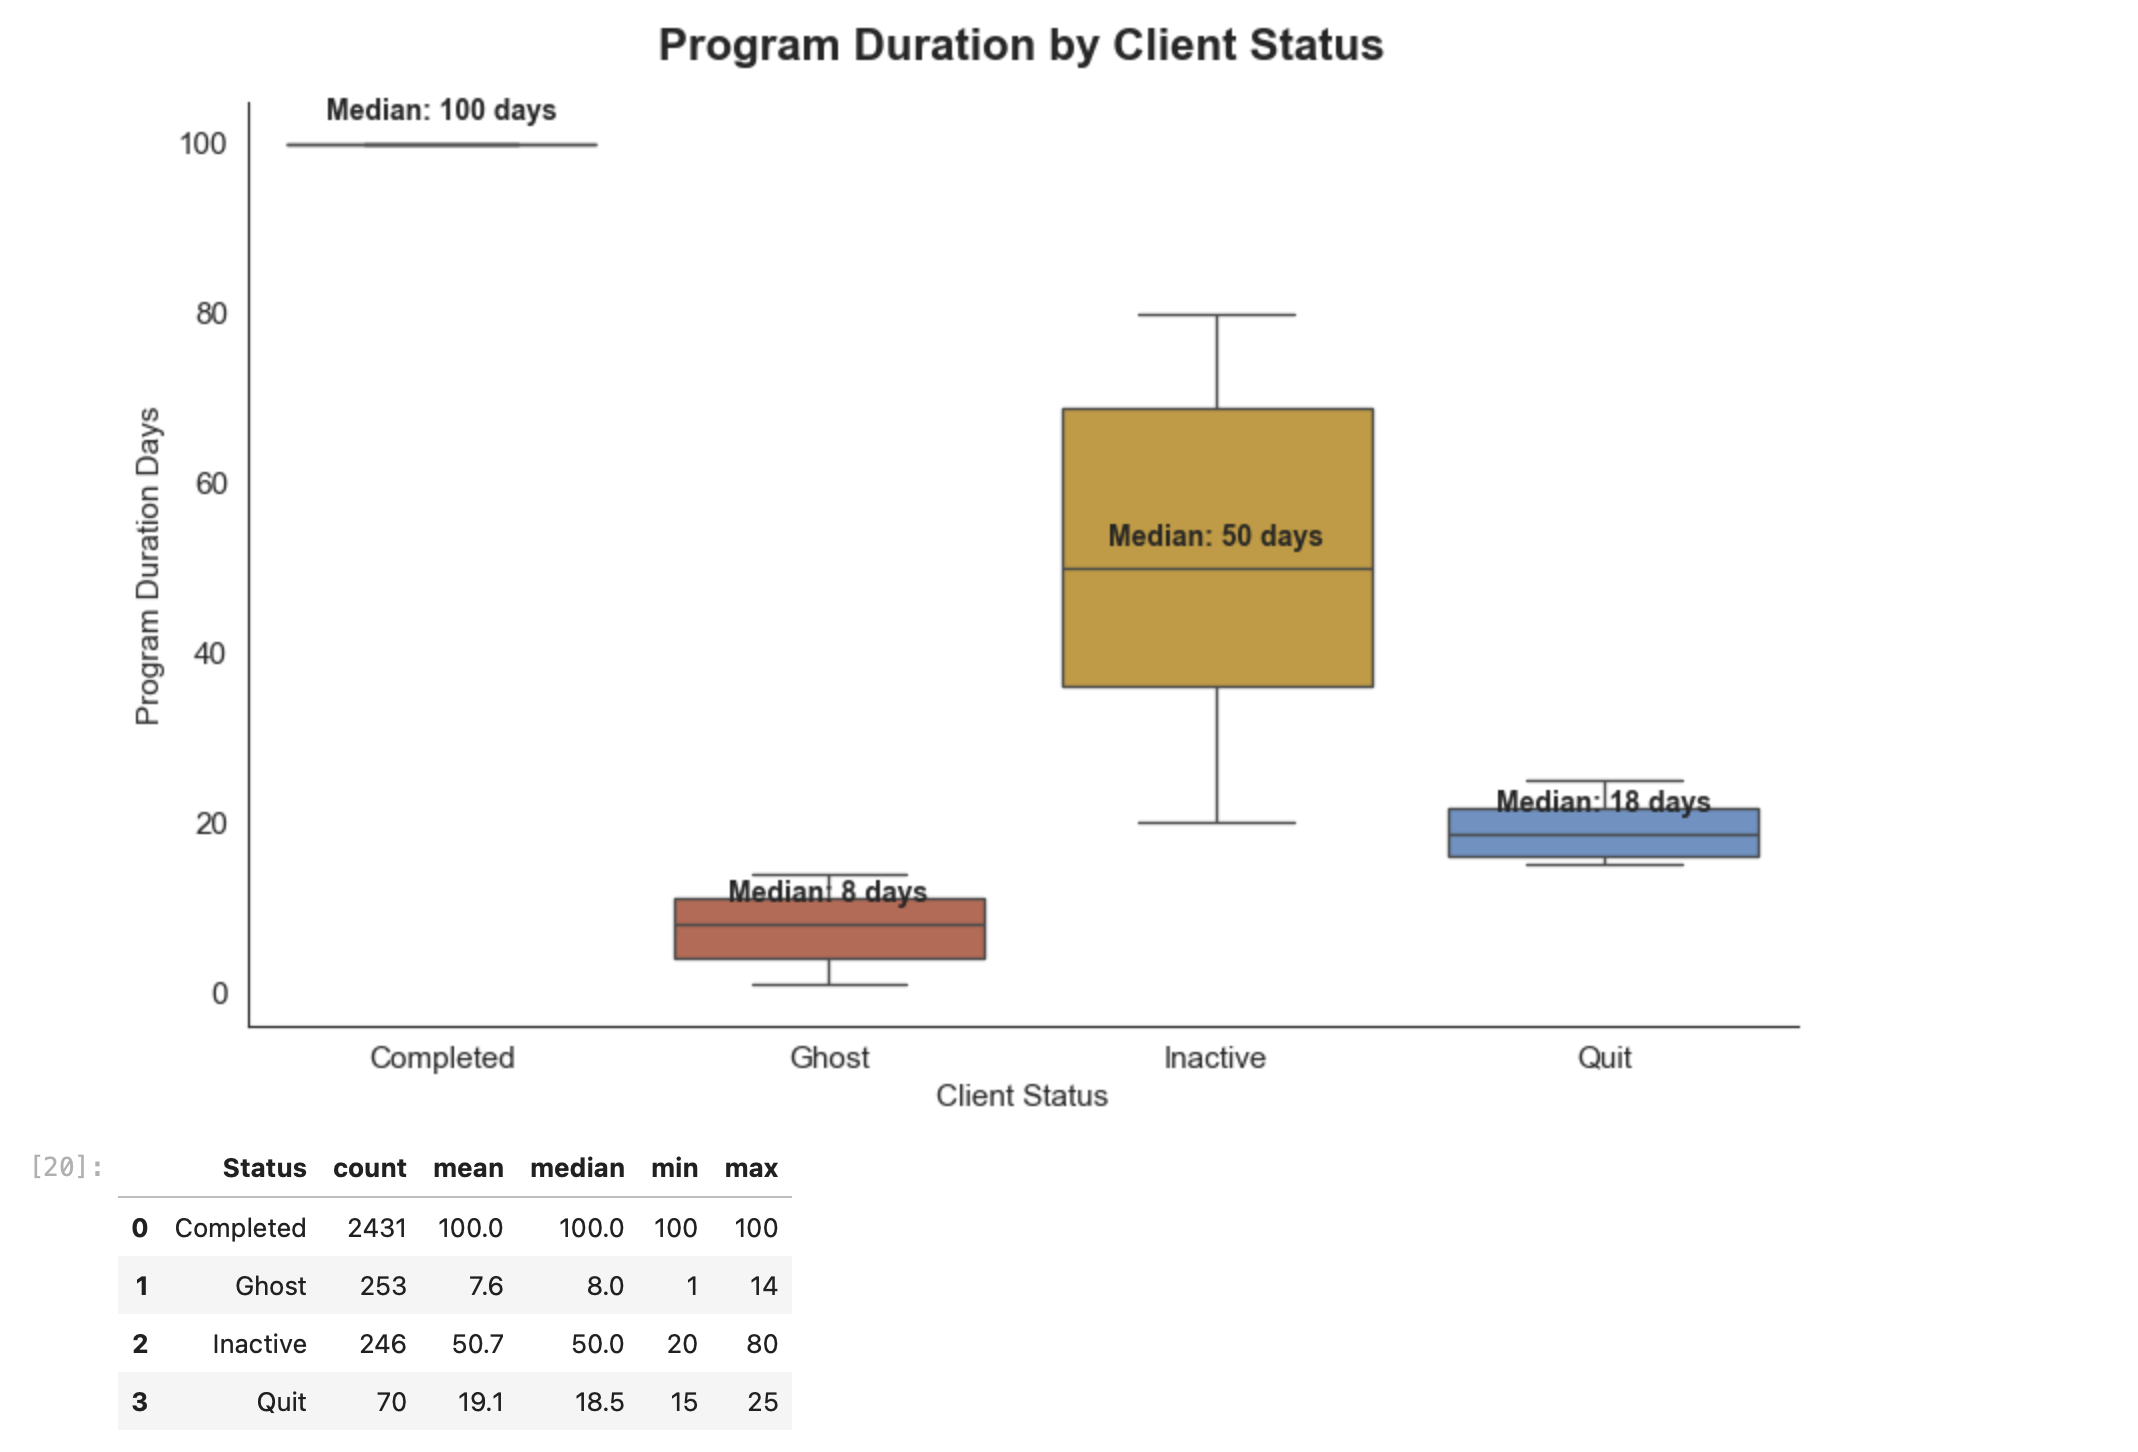 Program Duration by Client Status
Median: 100 days
100
80
60
Median: 50 days
40
20
Median: 18 days
Median: 8 days
0
Program Duration Days
Completed Ghost Inactive Quit
Client Status
[20]:
Status count mean median min max
0 Completed 2431 100.0 100.0 100 100
1 Ghost 253 7.6 8.0 1 14
2 Inactive 246 50.7 50.0 20 80
3 Quit 70 19.1 18.5 15 25